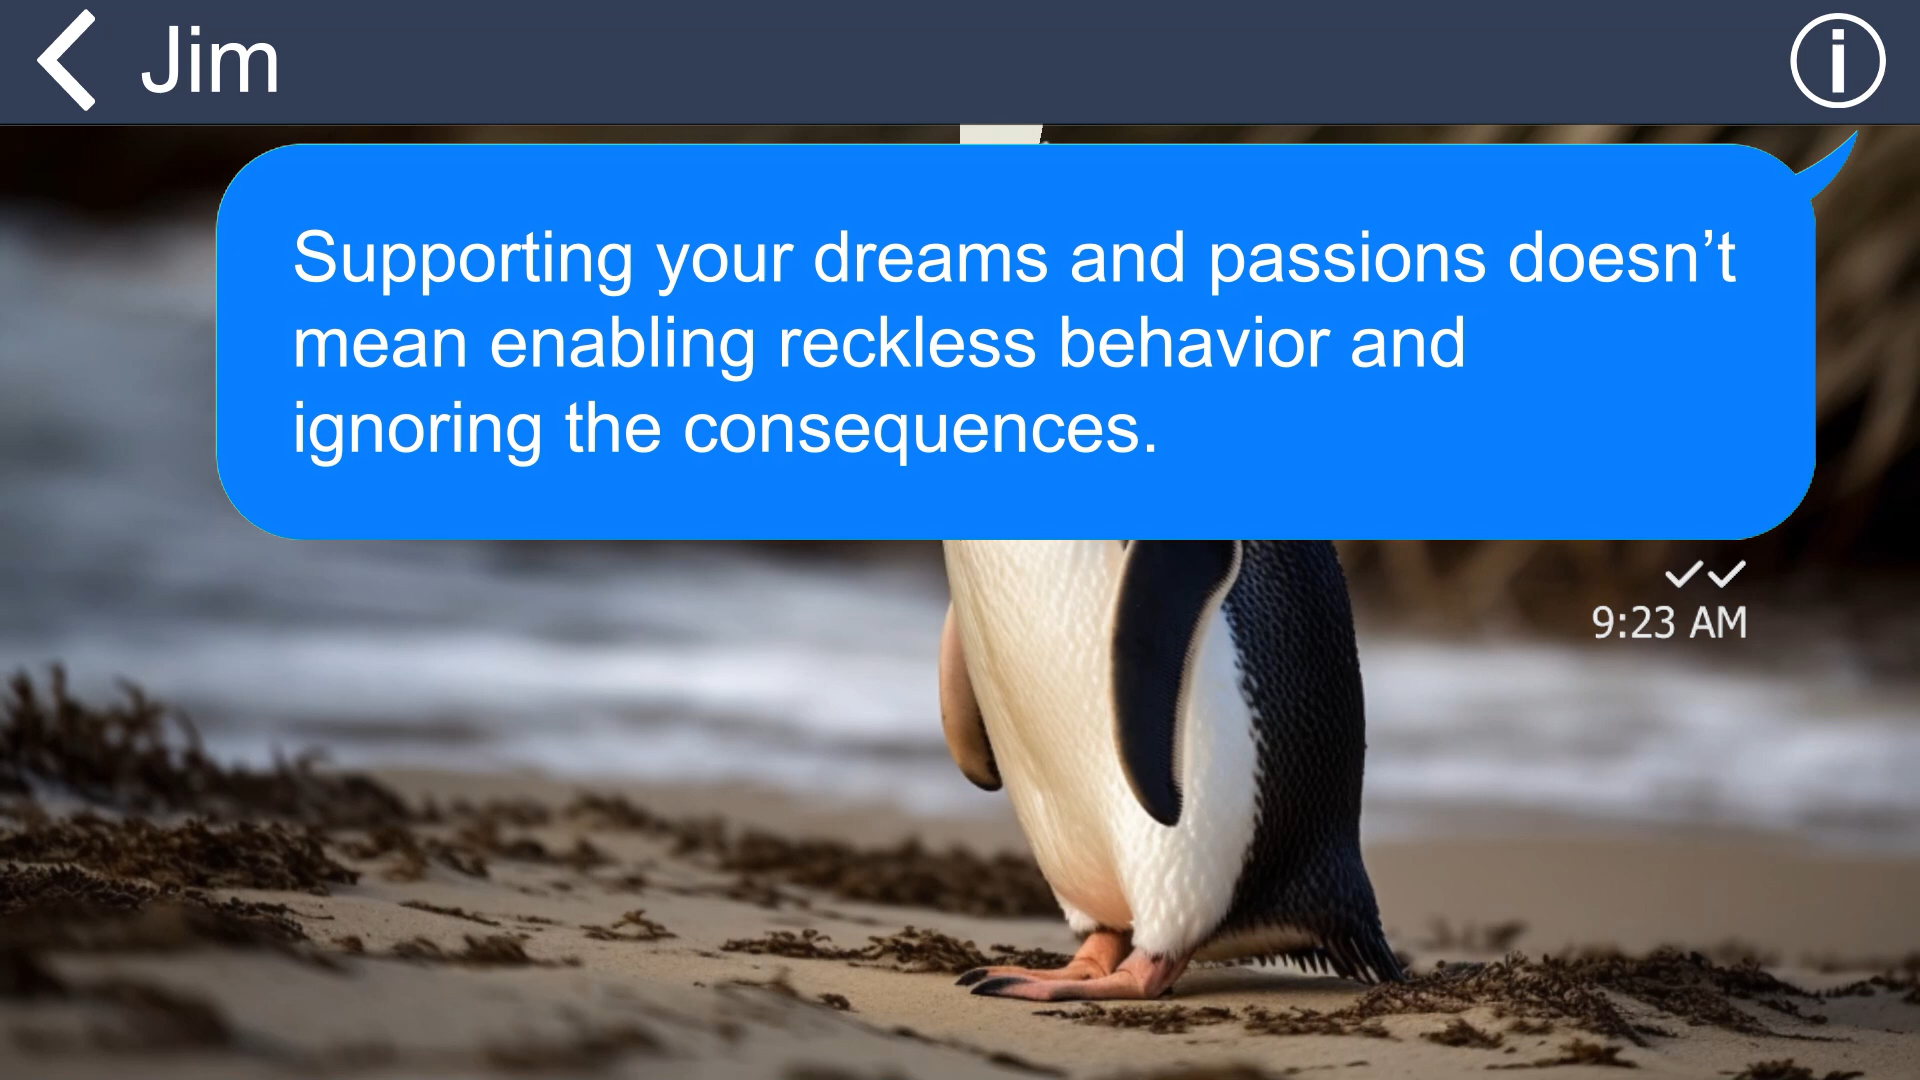 Jim
Supporting your dreams and passions doesn’t
mean enabling reckless behavior and
ignoring the consequences.
9:23 AM